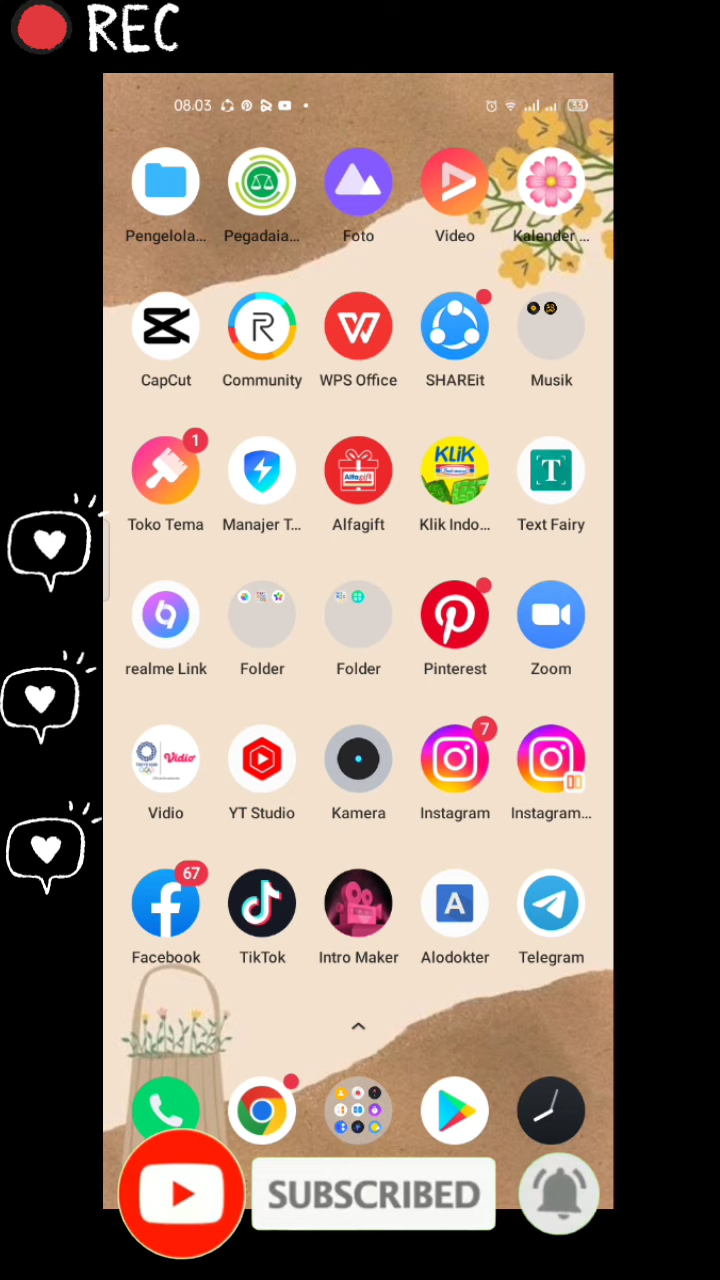 REC
08.03
33
Pengelola...
Pegadaia...
Foto
Video
Kalender ...
CapCut
Community
WPS Office
SHAREit
Musik
1
KLIK
Alfagift
T
Toko Tema
Manajer T...
Alfagift
Klik Indo...
Text Fairy
realme Link
Folder
Folder
Pinterest
Zoom
7
Vidio
Vidio
YT Studio
Kamera
Instagram
Instagram...
67
A
Facebook
TikTok
Intro Maker
Alodokter
Telegram
SUBSCRIBED